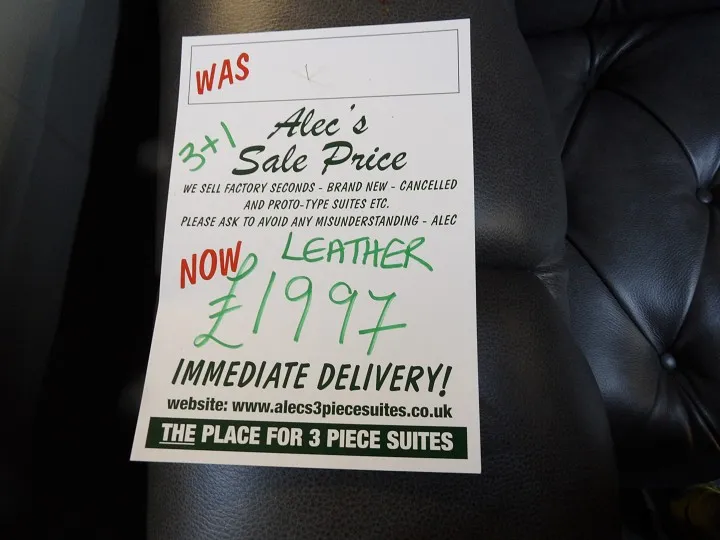 WAS
3+1
Alec's
Sale Price
WE SELL FACTORY SECONDS - BRAND NEW - CANCELLED
AND PROTO-TYPE SUITES ETC.
PLEASE ASK TO AVOID ANY MISUNDERSTANDING - ALEC
NOW LEATHER
£1997
IMMEDIATE DELIVERY!
website: www.alecs3piecesuites.co.uk
THE PLACE FOR 3 PIECE SUITES